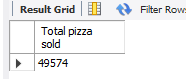 Result Grid Filter Rows
Total pizza
sold
49574